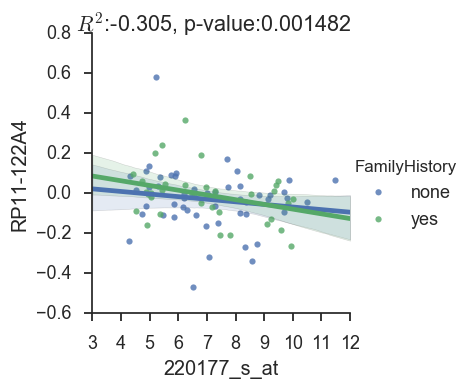 R²:-0.305, p-value:0.001482
0.8
0.6
0.4
0.2
0.0
−0.2
−0.4
−0.6
RP11-122A4
3 4 5 6 7 8 9 10 11 12
220177_s_at
FamilyHistory
none
yes